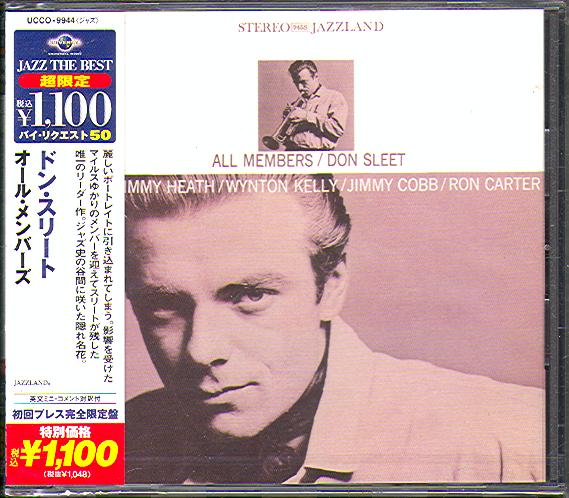 UCCO-9944〈ジャズ〉
UNIVERSAL
JAZZ THE BEST
超限定
税込¥1,100
バイ・リクエスト50
ドン・スリート
オール・メンバーズ
麗しいポートレイトに引き込まれてしまう。影響を受けた
マイルスゆかりのメンバーを迎えてスリートが残した
唯一のリーダー作。ジャズ史の谷間に咲いた隠れ名花。
JAZZLAND®
英文ミニ・コメント対訳付
初回プレス完全限定盤
特別価格
税込¥1,100
(税抜¥1,048)
STEREO 945S JAZZLAND
ALL MEMBERS/DON SLEET
IMMY HEATH/WYNTON KELLY/JIMMY COBB/RON CARTER